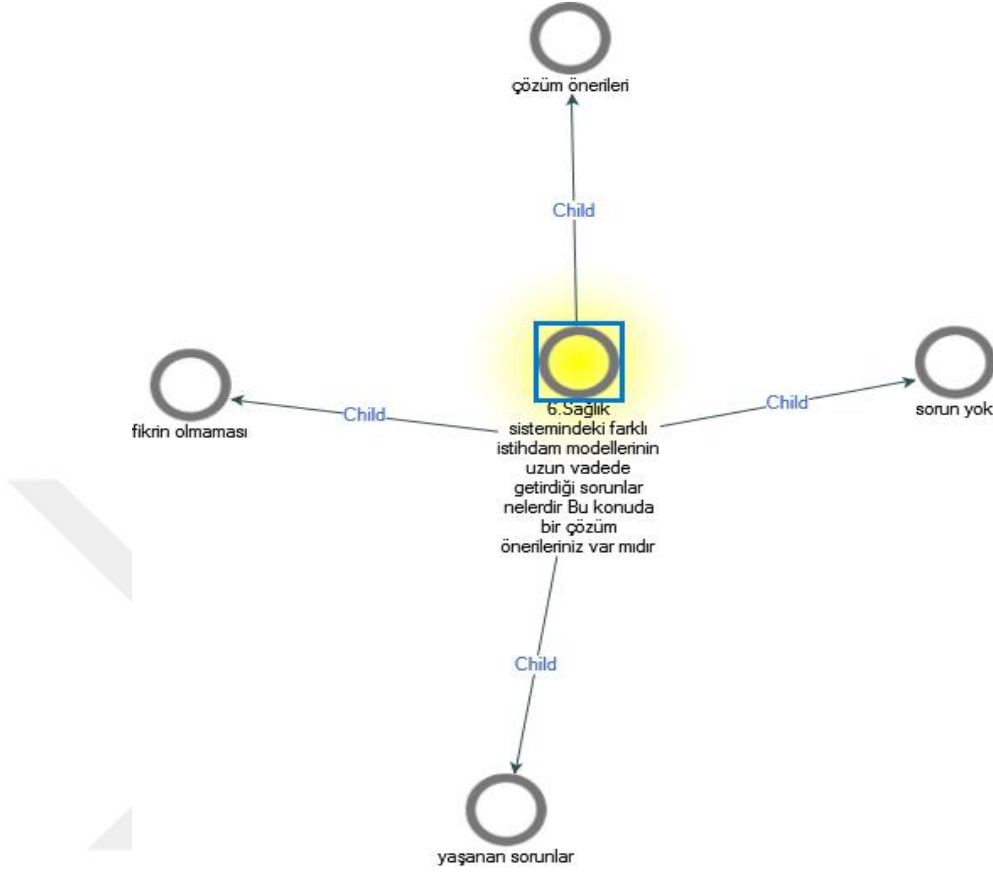 çözüm önerileri
Child
fikrin olmaması
Child
6.Sağlık
sistemindeki farklı
istihdam modellerinin
uzun vadede
getirdiği sorunlar
nelerdir Bu konuda
bir çözüm
önerileriniz var mıdır
Child
sorun yok
Child
yaşanan sorunlar